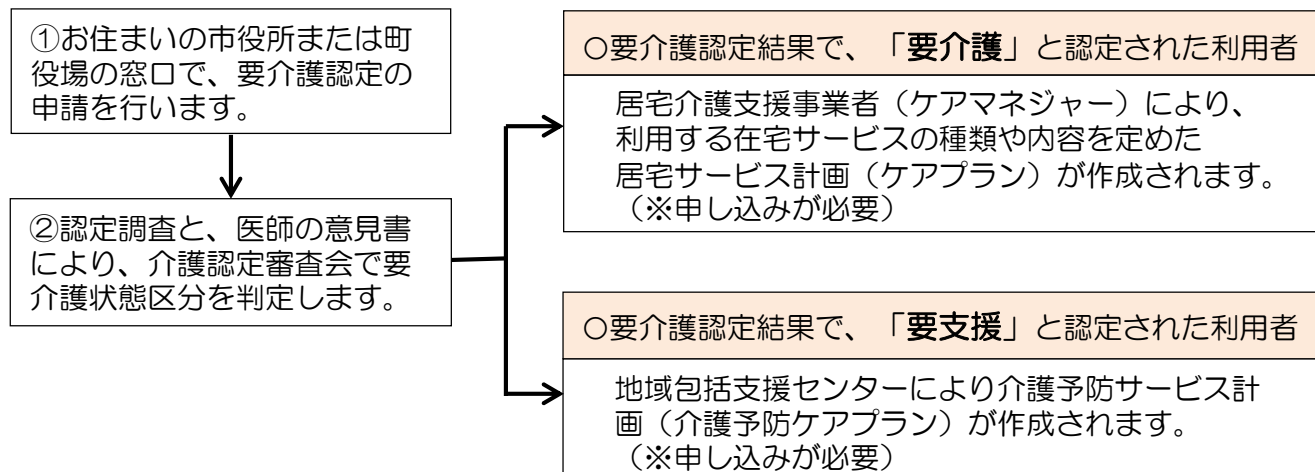 ①お住まいの市役所または町
役場の窓口で、要介護認定の
申請を行います。
②認定調査と、医師の意見書
により、介護認定審査会で要
介護状態区分を判定します。
○要介護認定結果で、「要介護」と認定された利用者
居宅介護支援事業者（ケアマネジャー）により、
利用する在宅サービスの種類や内容を定めた
居宅サービス計画（ケアプラン）が作成されます。
（※申し込みが必要）
○要介護認定結果で、「要支援」と認定された利用者
地域包括支援センターにより介護予防サービス計
画（介護予防ケアプラン）が作成されます。
（※申し込みが必要）